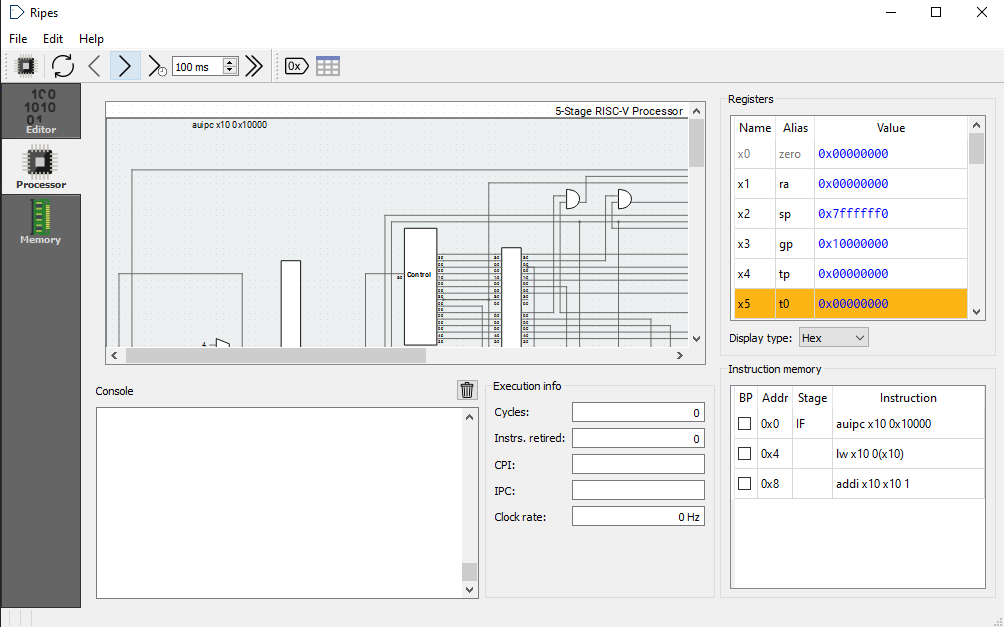 Ripes
File Edit Help
100 ms
0x
Editor
Processor
Memory
5-Stage RISC-V Processor
auipc x10 0x10000
Control
4
Registers
Name Alias Value
x0 zero 0x00000000
x1 ra 0x00000000
x2 sp 0x7ffffff0
x3 gp 0x10000000
x4 tp 0x00000000
x5 t0 0x00000000
Display type: Hex
Console
Execution info
Cycles: 0
Instrs. retired: 0
CPI:
IPC:
Clock rate: 0 Hz
Instruction memory
BP Addr Stage Instruction
0x0 IF auipc x10 0x10000
0x4 lw x10 0(x10)
0x8 addi x10 x10 1